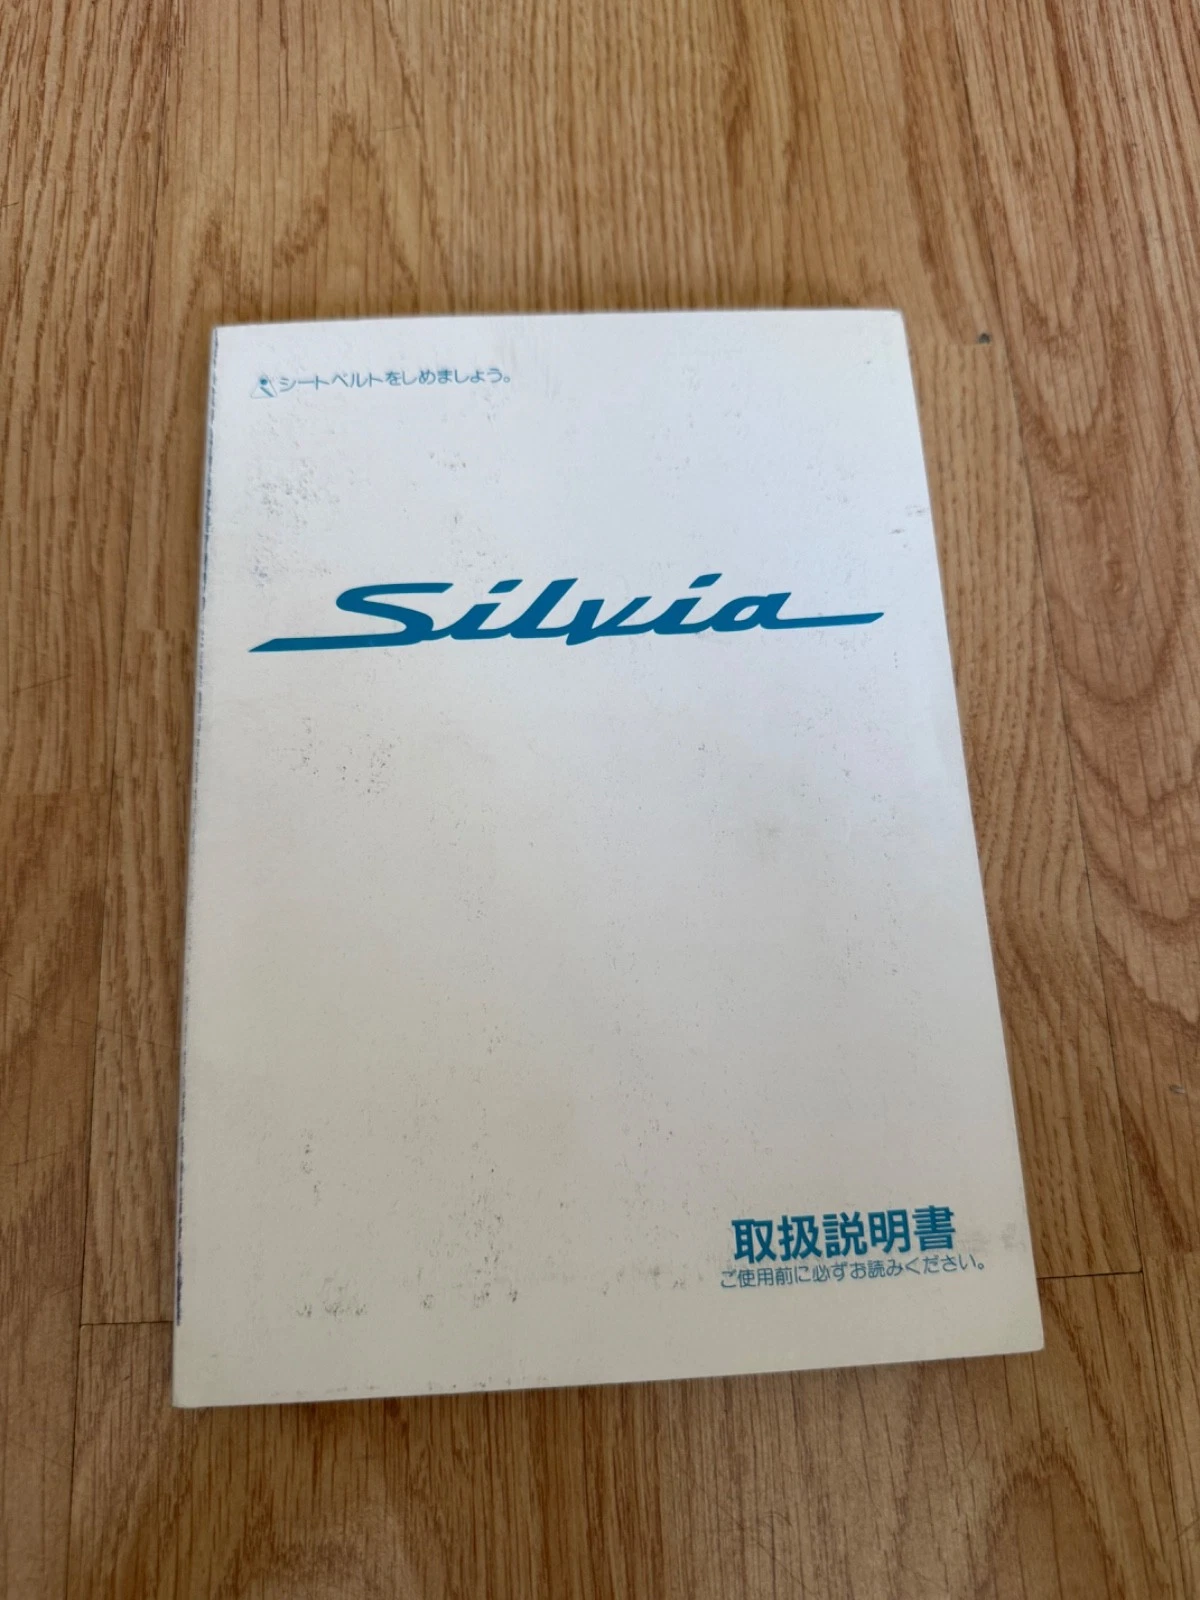 シートベルトをしめましょう。
Silvia
取扱説明書
ご使用前に必ずお読みください。